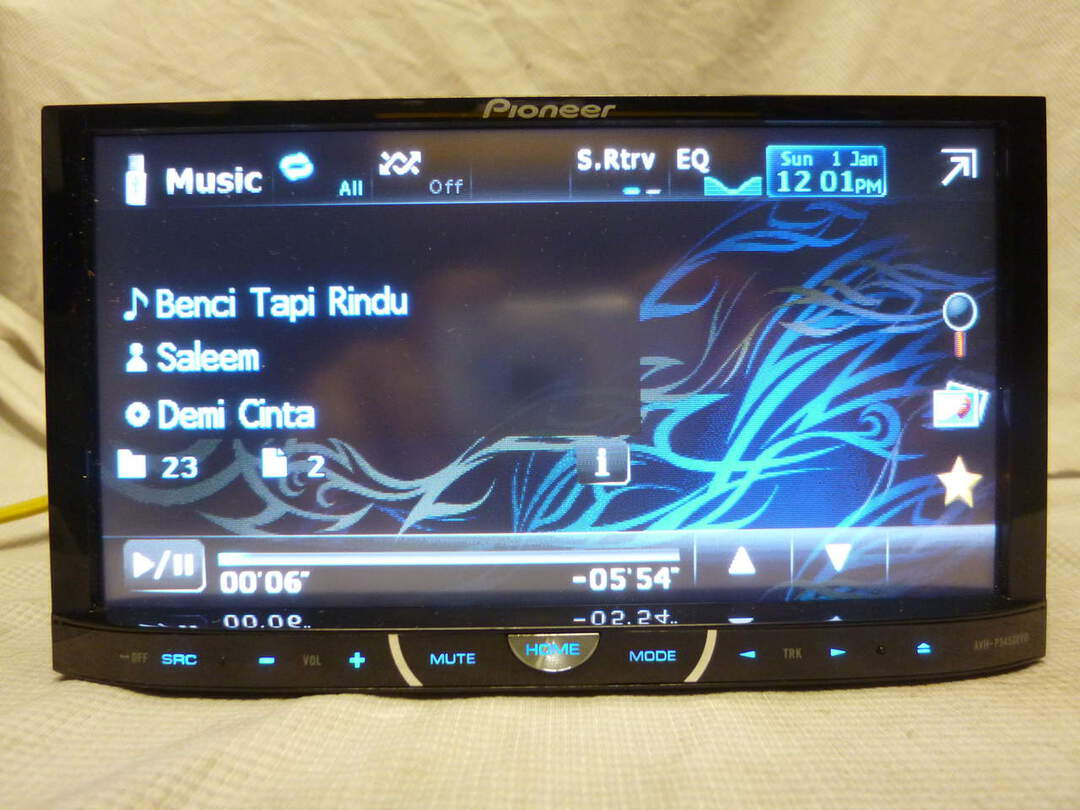 Pioneer
Music
All
Off
S.Rtrv
EQ
Sun 1 Jan
12 01PM
Benci Tapi Rindu
Saleem
Demi Cinta
23
2
i
00'06"
-05'54"
OFF
SRC
VOL
MUTE
HOME
MODE
TRK